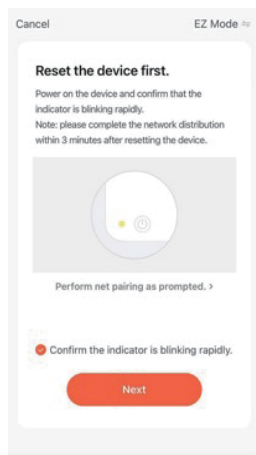 Cancel
EZ Mode ⇋
Reset the device first.
Power on the device and confirm that the
indicator is blinking rapidly.
Note: please complete the network distribution
within 3 minutes after resetting the device.
Perform net pairing as prompted. >
Confirm the indicator is blinking rapidly.
Next